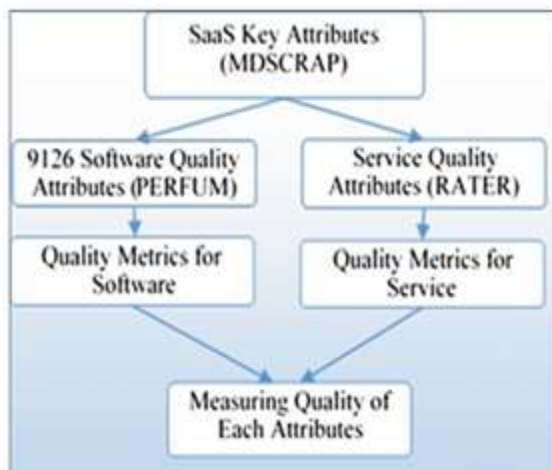 SaaS Key Attributes
(MDSCRAP)
9126 Software Quality
Attributes (PERFUM)
Service Quality
Attributes (RATER)
Quality Metrics for
Software
Quality Metrics for
Service
Measuring Quality of
Each Attributes